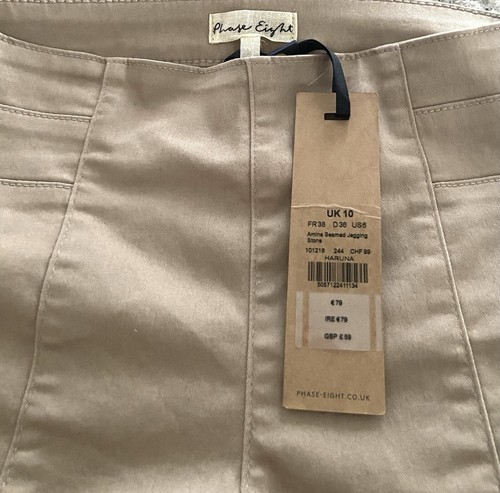 Phase Eight
UK 10
FR38 D36 US6
Amina Seamed Jegging
Stone
101218 244 CHF 99
HARUNA
5057122411134
€79
IRE €79
GBP £59
PHASE-EIGHT.CO.UK